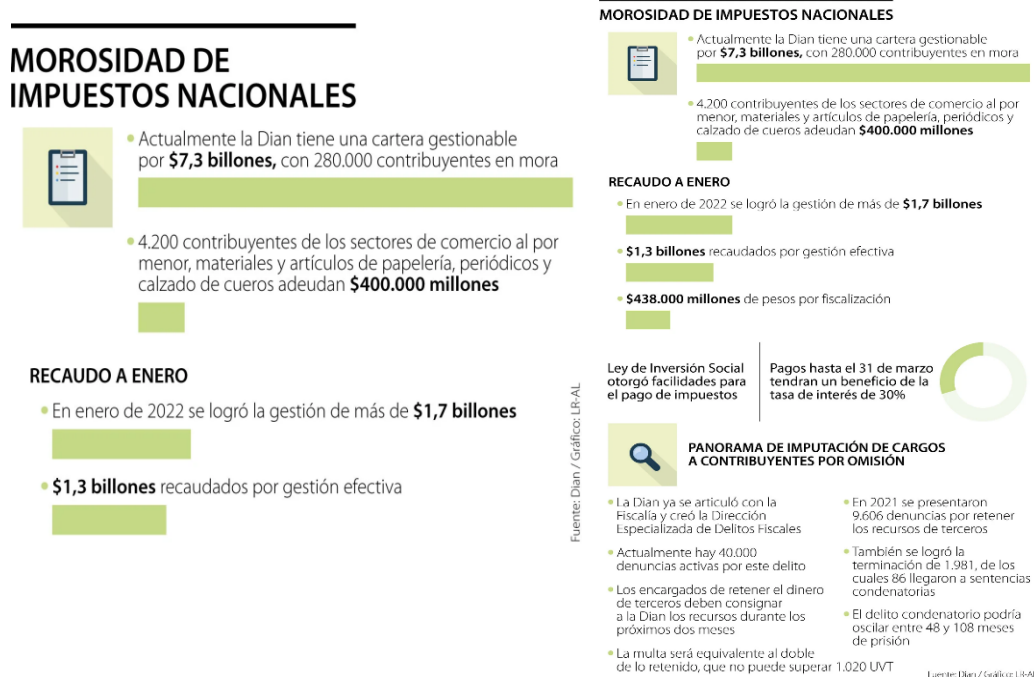 MOROSIDAD DE
IMPUESTOS NACIONALES
Actualmente la Dian tiene una cartera gestionable
por $7,3 billones, con 280.000 contribuyentes en mora
4.200 contribuyentes de los sectores de comercio al por
menor, materiales y artículos de papelería, periódicos y
calzado de cueros adeudan $400.000 millones
RECAUDO A ENERO
En enero de 2022 se logró la gestión de más de $1,7 billones
$1,3 billones recaudados por gestión efectiva
Fuente: Dian / Gráfico: LR-AL
MOROSIDAD DE IMPUESTOS NACIONALES
Actualmente la Dian tiene una cartera gestionable
por $7,3 billones, con 280.000 contribuyentes en mora
4.200 contribuyentes de los sectores de comercio al por
menor, materiales y artículos de papelería, periódicos y
calzado de cueros adeudan $400.000 millones
RECAUDO A ENERO
En enero de 2022 se logró la gestión de más de $1,7 billones
$1,3 billones recaudados por gestión efectiva
$438.000 millones de pesos por fiscalización
Ley de Inversión Social
otorgó facilidades para
el pago de impuestos
Pagos hasta el 31 de marzo
tendran un beneficio de la
tasa de interés de 30%
PANORAMA DE IMPUTACIÓN DE CARGOS
A CONTRIBUYENTES POR OMISIÓN
La Dian ya se articuló con la
Fiscalía y creó la Dirección
Especializada de Delitos Fiscales
Actualmente hay 40.000
denuncias activas por este delito
Los encargados de retener el dinero
de terceros deben consignar
a la Dian los recursos durante los
próximos dos meses
La multa será equivalente al doble
de lo retenido, que no puede superar 1.020 UVT
En 2021 se presentaron
9.606 denuncias por retener
los recursos de terceros
También se logró la
terminación de 1.981, de los
cuales 86 llegaron a sentencias
condenatorias
El delito condenatorio podría
oscilar entre 48 y 108 meses
de prisión
Fuente: Dian / Gráfico: LR-AL